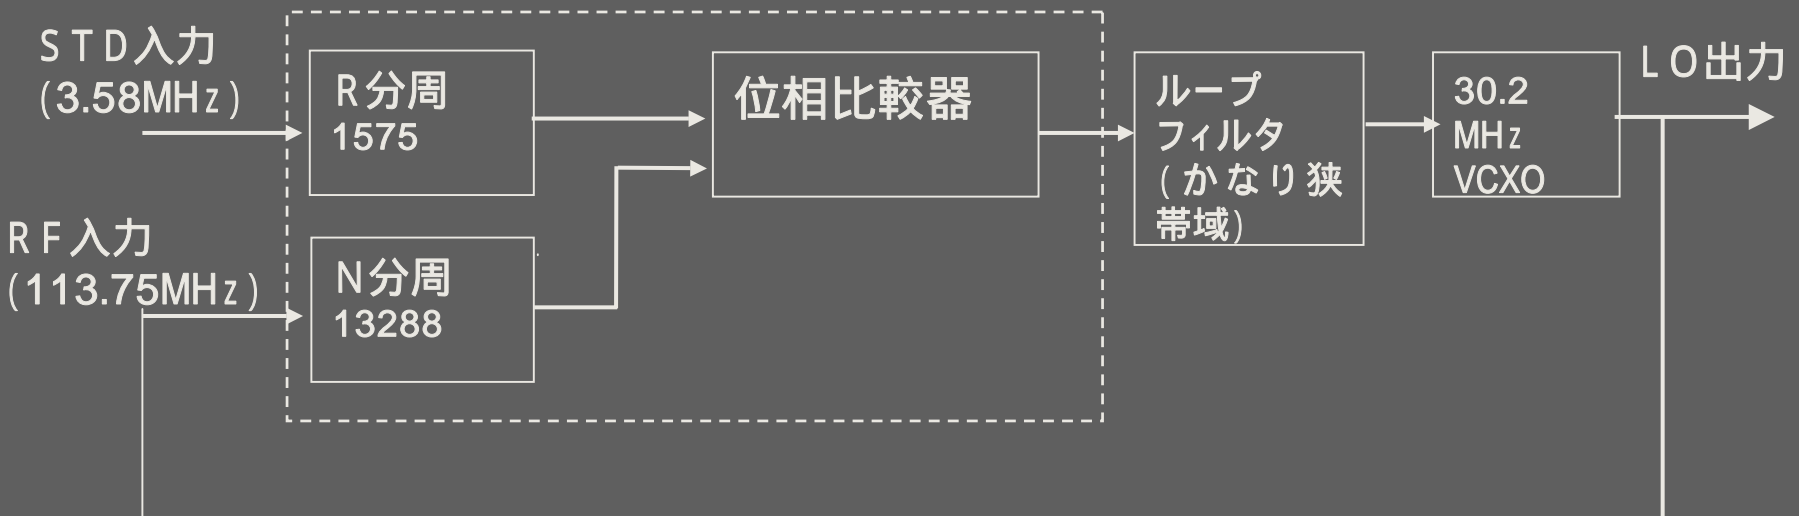 STD入力
(3.58MHz)
R分周
1575
位相比較器
ループ
フィルタ
(かなり狭
帯域)
30.2
MHz
VCXO
LO出力
RF入力
(113.75MHz)
N分周
13288